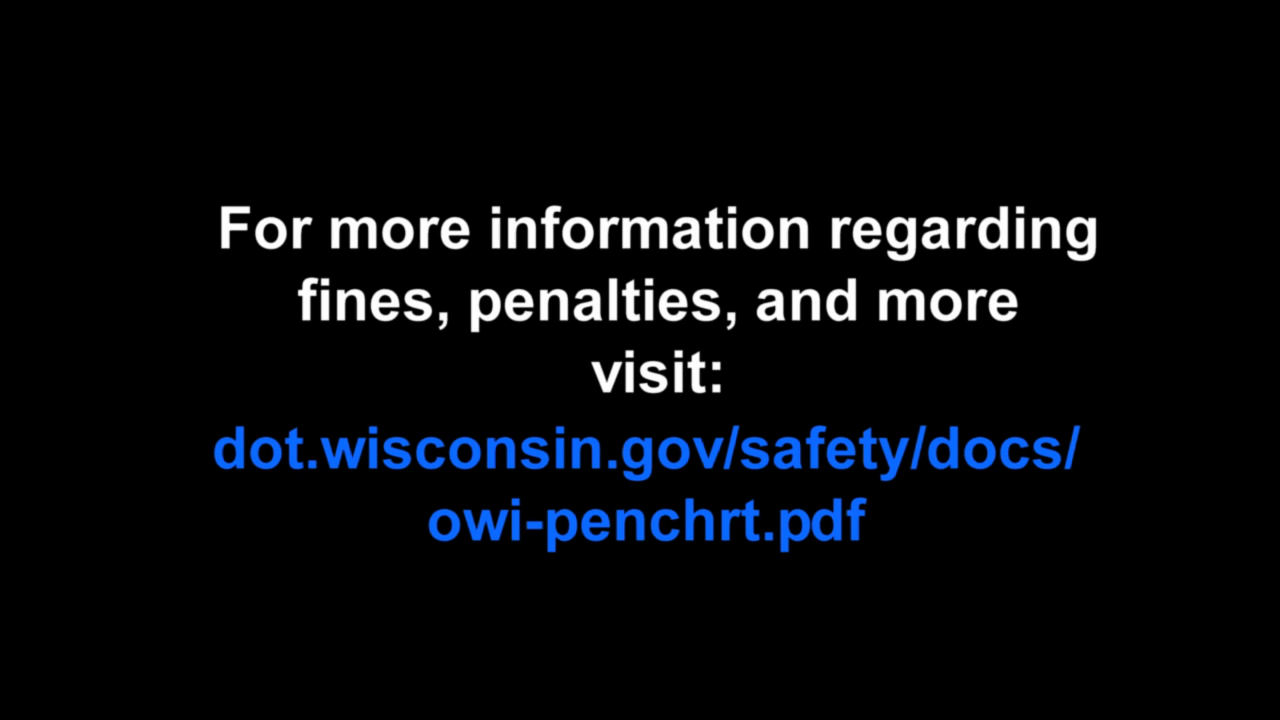 For more information regarding
fines, penalties, and more
visit:
dot.wisconsin.gov/safety/docs/
owi-penchrt.pdf